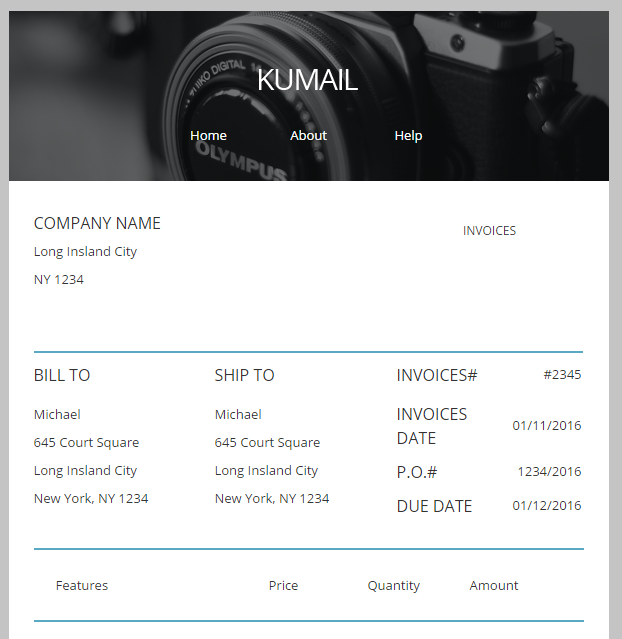 KUMAIL
Home About Help
OLYMPUS
COMPANY NAME
INVOICES
Long Insland City
NY 1234
BILL TO
Michael
645 Court Square
Long Insland City
New York, NY 1234
SHIP TO
Michael
645 Court Square
Long Insland City
New York, NY 1234
INVOICES# #2345
INVOICES
DATE 01/11/2016
P.O.# 1234/2016
DUE DATE 01/12/2016
Features Price Quantity Amount